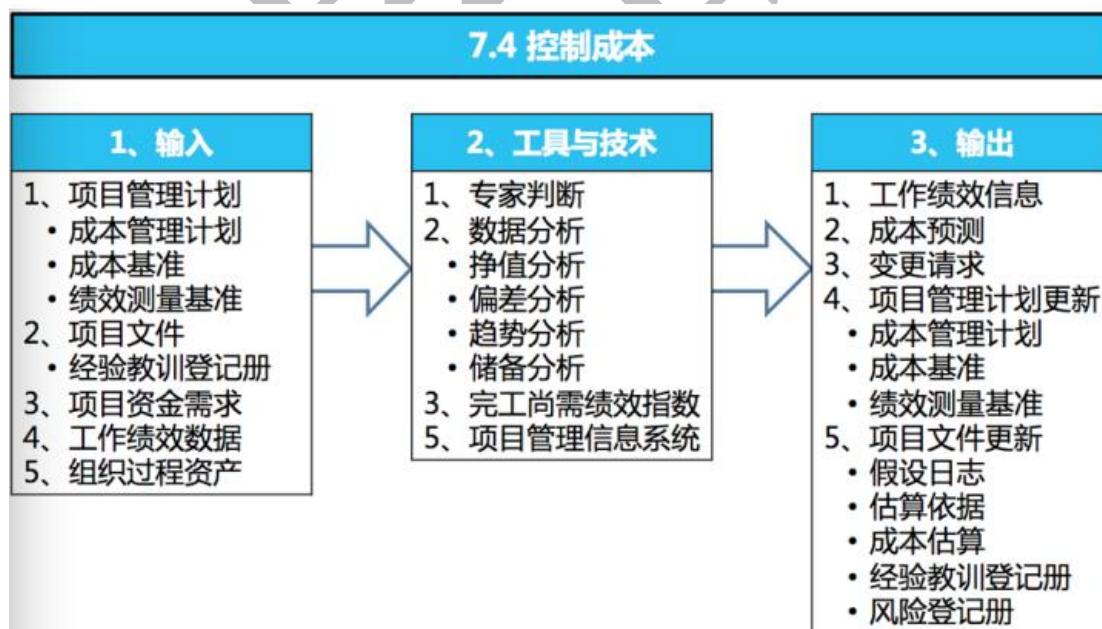 7.4 控制成本
1、输入
1、项目管理计划
• 成本管理计划
• 成本基准
• 绩效测量基准
2、项目文件
• 经验教训登记册
3、项目资金需求
4、工作绩效数据
5、组织过程资产
2、工具与技术
1、专家判断
2、数据分析
• 挣值分析
• 偏差分析
• 趋势分析
• 储备分析
3、完工尚需绩效指数
5、项目管理信息系统
3、输出
1、工作绩效信息
2、成本预测
3、变更请求
4、项目管理计划更新
• 成本管理计划
• 成本基准
• 绩效测量基准
5、项目文件更新
• 假设日志
• 估算依据
• 成本估算
• 经验教训登记册
• 风险登记册